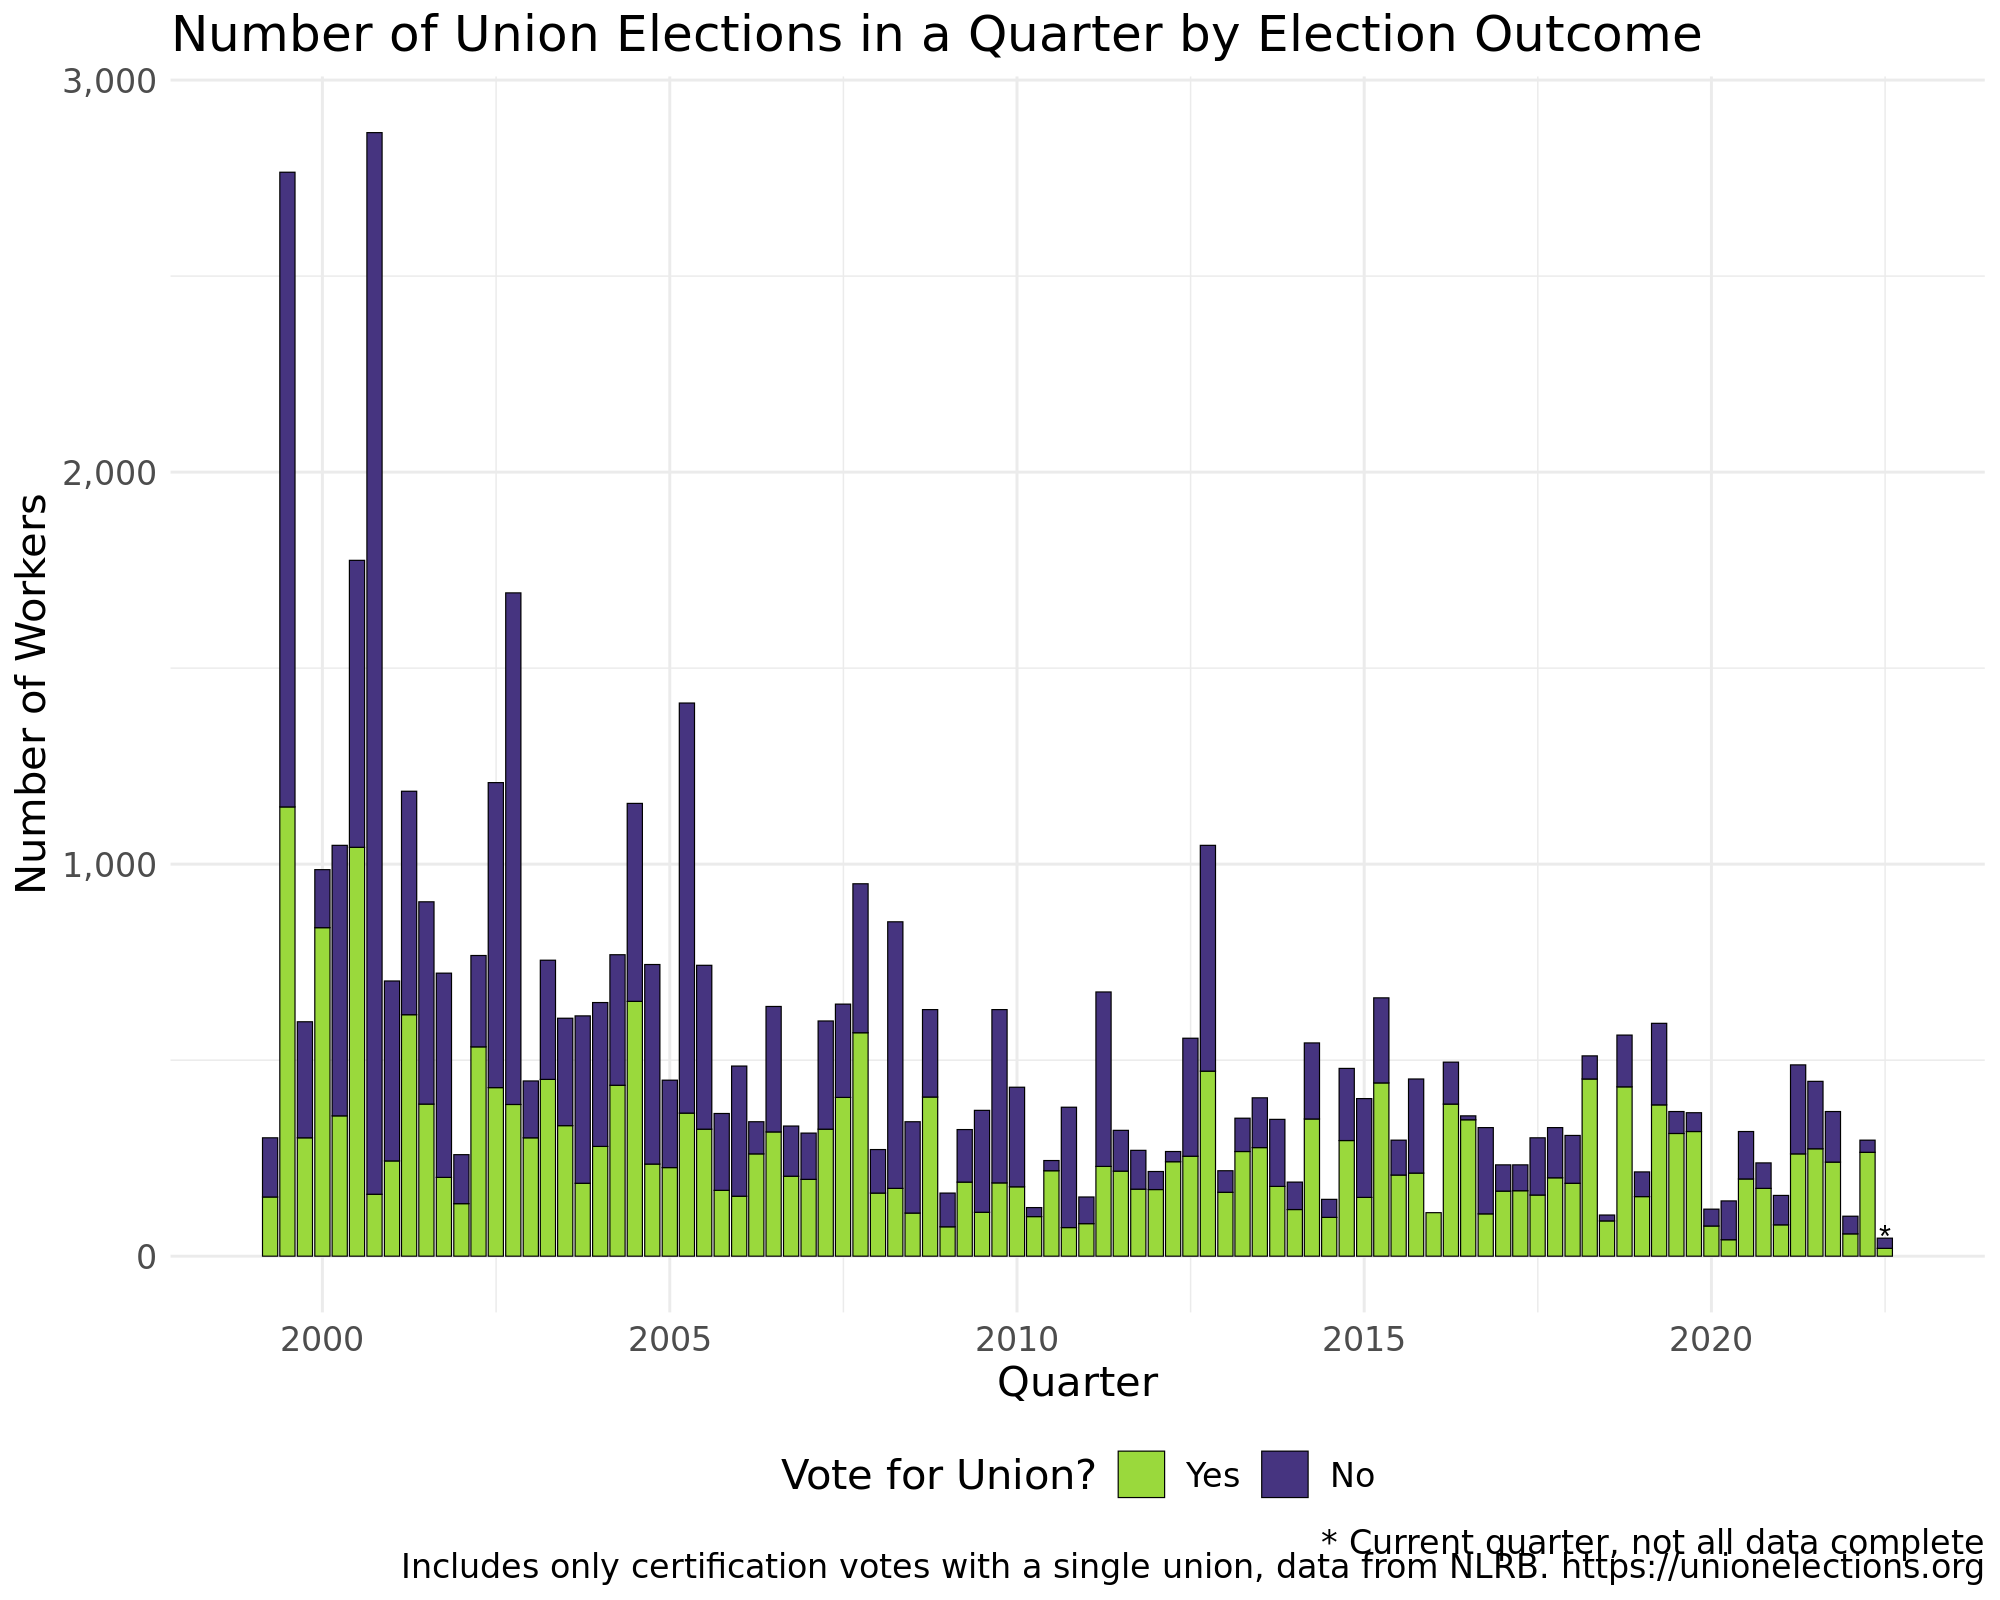 Number of Union Elections in a Quarter by Election Outcome
3,000
2,000
1,000
0
Number of Workers
*
2000 2005 2010 2015 2020
Quarter
Vote for Union? Yes No
* Current quarter, not all data complete
Includes only certification votes with a single union, data from NLRB. https://unionelections.org